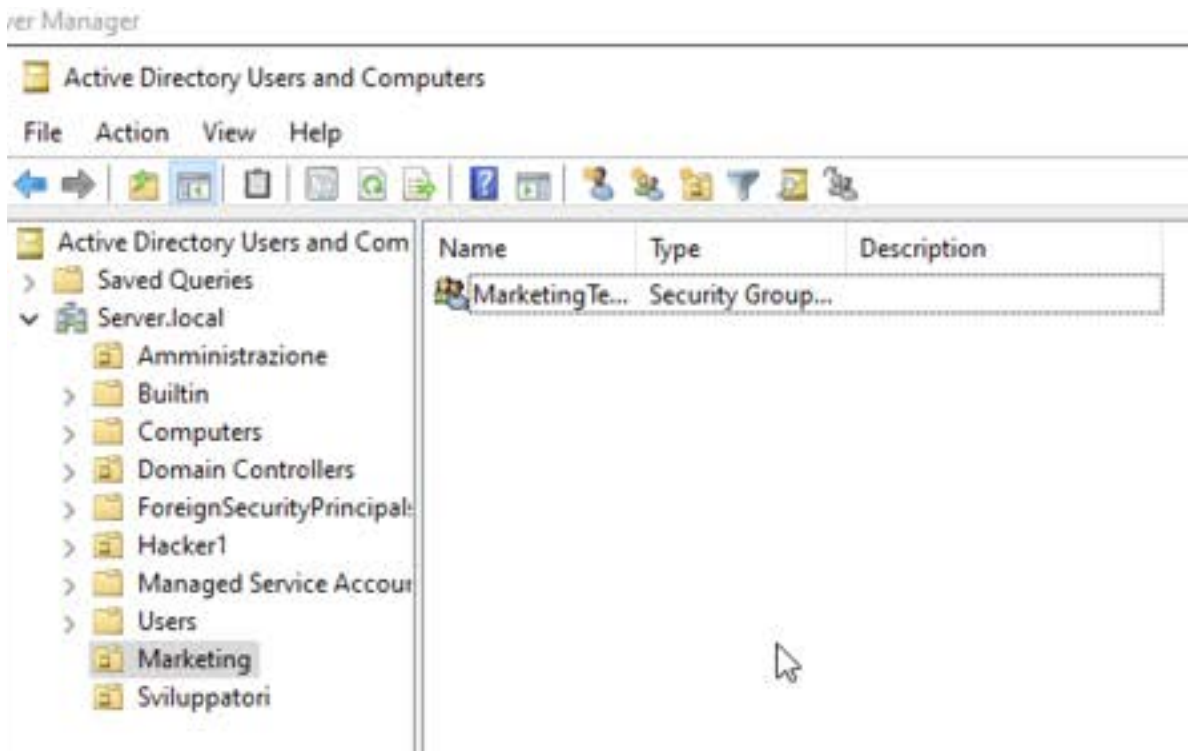 ver Manager
Active Directory Users and Computers
File Action View Help
Active Directory Users and Com
Name Type Description
Saved Queries
MarketingTe... Security Group...
Server.local
Amministrazione
Builtin
Computers
Domain Controllers
ForeignSecurityPrincipals
Hacker1
Managed Service Accour
Users
Marketing
Sviluppatori